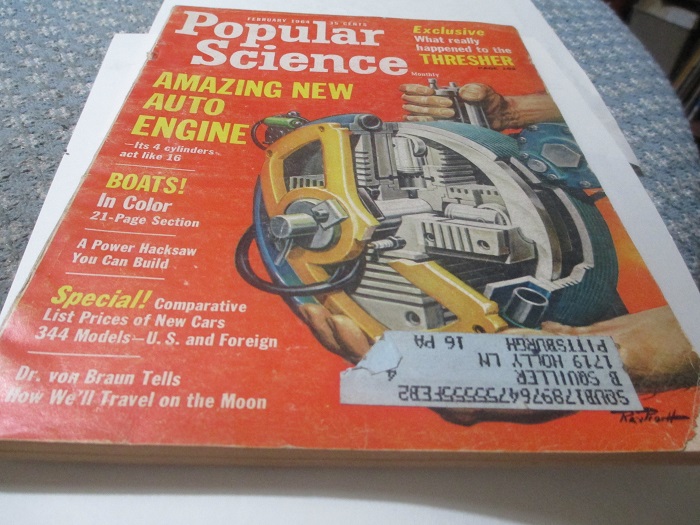 FEBRUARY 1964 35 CENTS
Popular
Science
Monthly
Exclusive
What really
happened to the
THRESHER
AMAZING NEW
AUTO
ENGINE
—Its 4 cylinders
act like 16
BOATS!
In Color
21-Page Section
A Power Hacksaw
You Can Build
Special! Comparative
List Prices of New Cars
344 Models—U. S. and Foreign
Dr. von Braun Tells
How We'll Travel on the Moon
SQUB1789764755555FEB2
B SQUILLER 4
1719 HOLLY LN
PITTSBURGH 16 PA